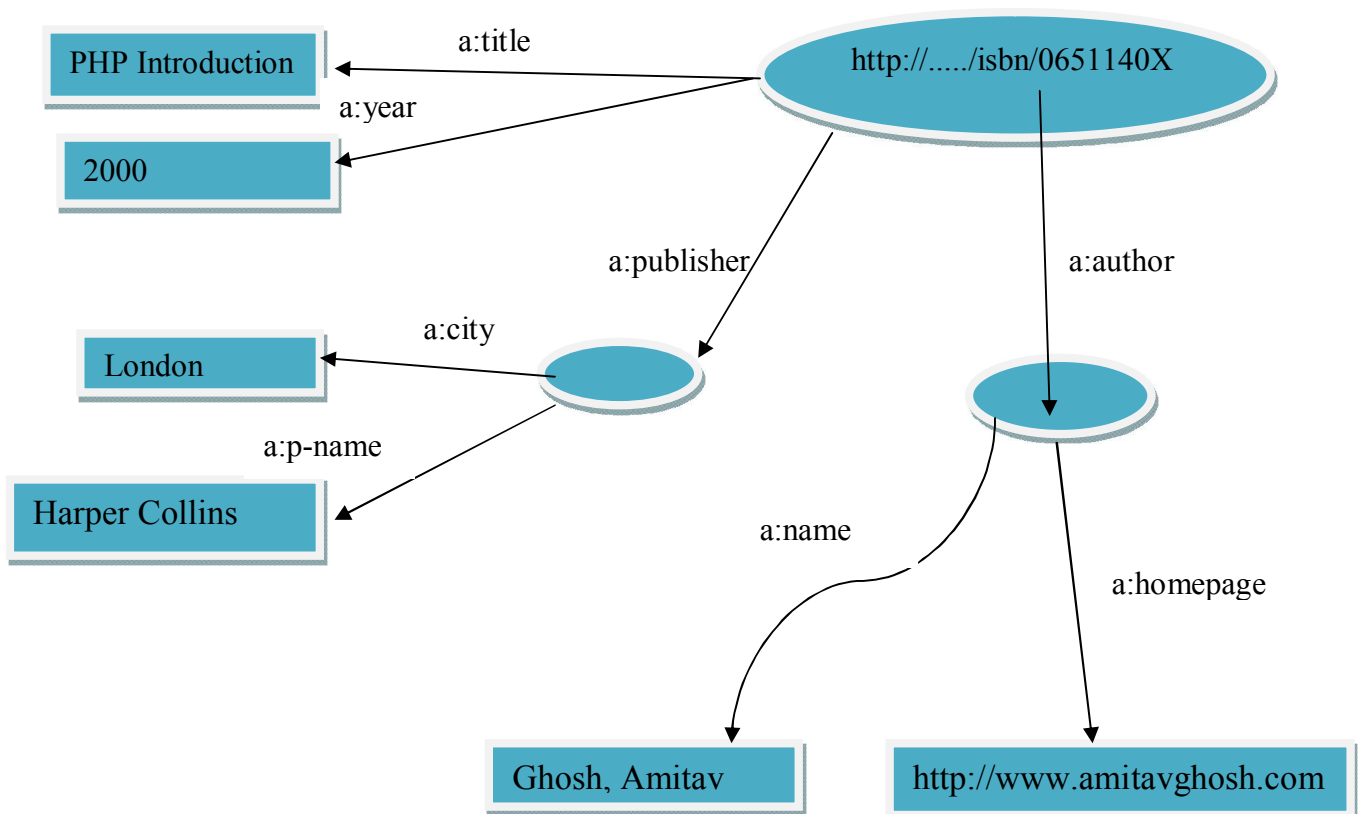 a:title
PHP Introduction
http://...../isbn/0651140X
a:year
2000
a:publisher
a:author
a:city
London
a:p-name
Harper Collins
a:name
a:homepage
Ghosh, Amitav
http://www.amitavghosh.com